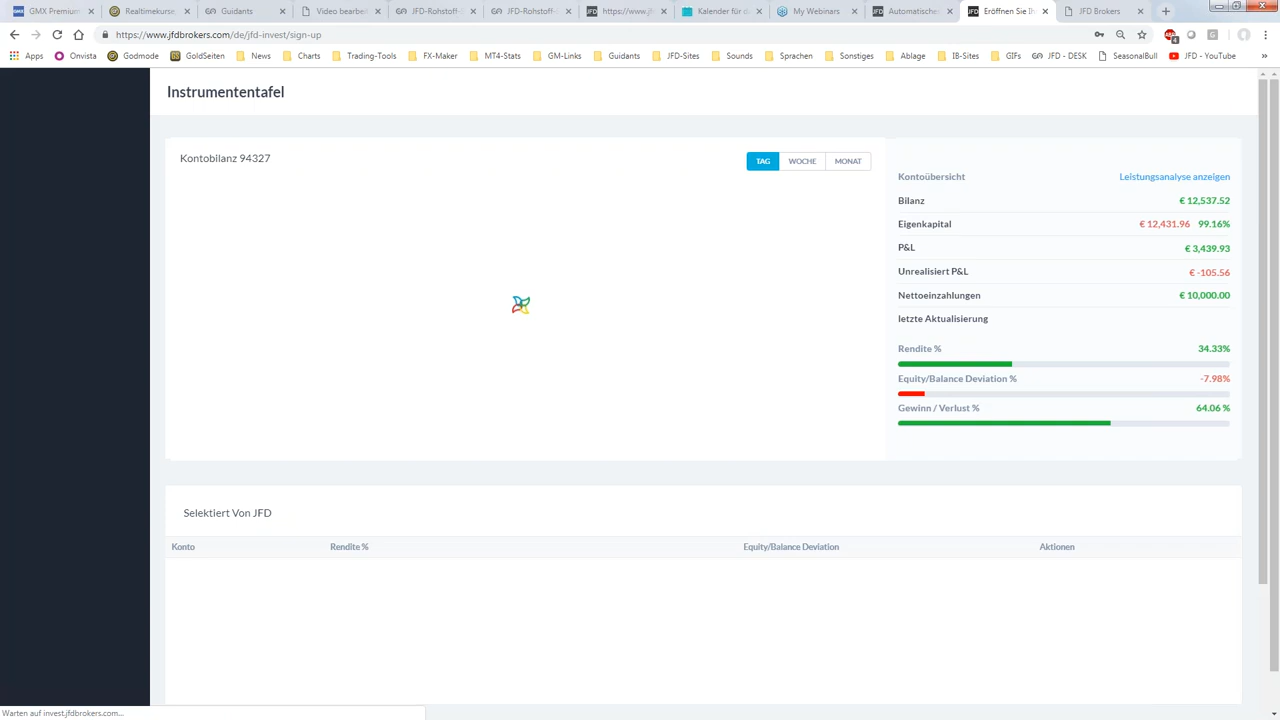 GMX Premium
Realtimekurse
Guidants
Video bearbei
JFD-Rohstoff
JFD-Rohstof
https://www.jf
Kalender für d
My Webinars
Automatische
Eröffnen Sie Ih
JFD Brokers
https://www.jfdbrokers.com/de/jfd-invest/sign-up
Apps
Onvista
Godmode
GoldSeiten
News
Charts
Trading-Tools
FX-Maker
MT4-Stats
GM-Links
Guidants
JFD-Sites
Sounds
Sprachen
Sonstiges
Ablage
IB-Sites
GIFs
JFD - DESK
SeasonalBull
JFD - YouTube
Instrumententafel
Kontobilanz 94327
TAG WOCHE MONAT
Kontoübersicht Leistungsanalyse anzeigen
Bilanz € 12,537.52
Eigenkapital € 12,431.96 99.16%
P&L € 3,439.93
Unrealisiert P&L € -105.56
Nettoeinzahlungen € 10,000.00
letzte Aktualisierung
Rendite % 34.33%
Equity/Balance Deviation % -7.98%
Gewinn / Verlust % 64.06 %
Selektiert Von JFD
Konto Rendite % Equity/Balance Deviation Aktionen
Warten auf invest.jfdbrokers.com...